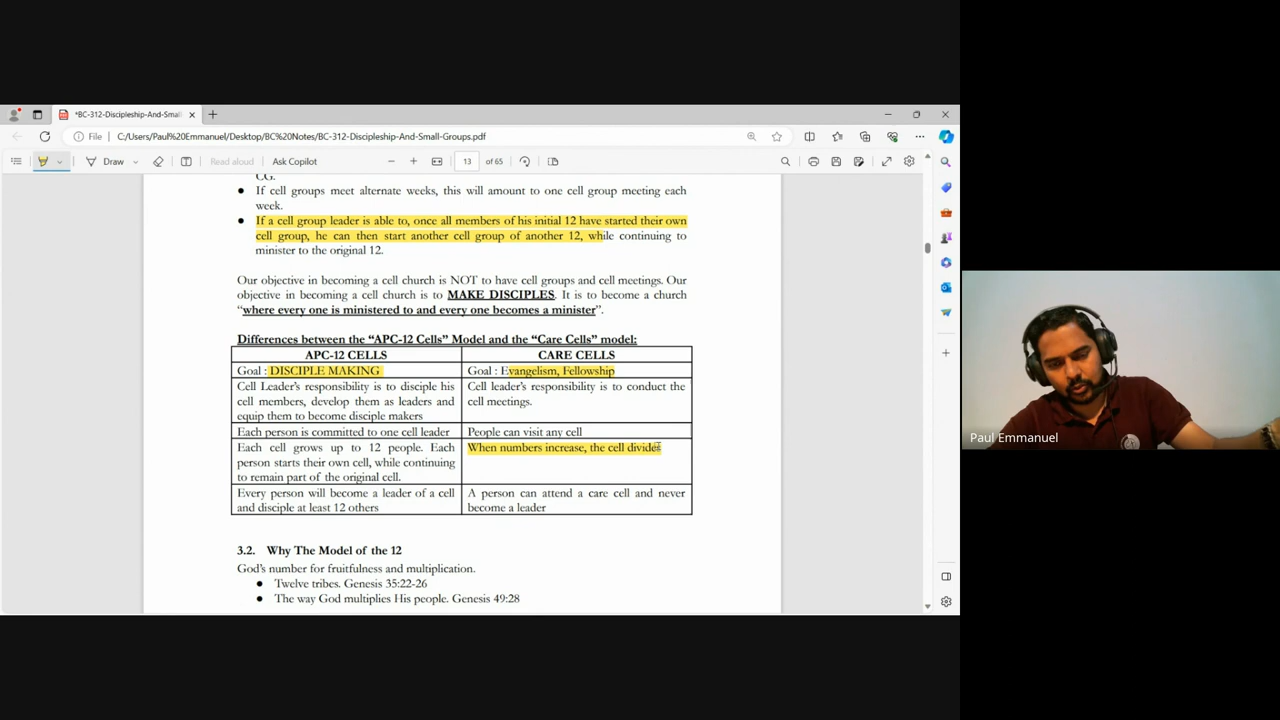 *BC-312-Discipleship-And-Smal
File
C:/Users/Paul%20Emmanuel/Desktop/BC%20Notes/BC-312-Discipleship-And-Small-Groups.pdf
Draw
Read aloud
Ask Copilot
13 of 65
CG.
● If cell groups meet alternate weeks, this will amount to one cell group meeting each
week.
● If a cell group leader is able to, once all members of his initial 12 have started their own
cell group, he can then start another cell group of another 12, while continuing to
minister to the original 12.
Our objective in becoming a cell church is NOT to have cell groups and cell meetings. Our
objective in becoming a cell church is to MAKE DISCIPLES. It is to become a church
“where every one is ministered to and every one becomes a minister”.
Differences between the “APC-12 Cells” Model and the “Care Cells” model:
APC-12 CELLS CARE CELLS
Goal : DISCIPLE MAKING Goal : Evangelism, Fellowship
Cell Leader’s responsibility is to disciple his
cell members, develop them as leaders and
equip them to become disciple makers
Cell leader’s responsibility is to conduct the
cell meetings.
Each person is committed to one cell leader People can visit any cell
Each cell grows up to 12 people. Each
person starts their own cell, while continuing
to remain part of the original cell.
When numbers increase, the cell divides
Every person will become a leader of a cell
and disciple at least 12 others
A person can attend a care cell and never
become a leader
3.2. Why The Model of the 12
God’s number for fruitfulness and multiplication.
● Twelve tribes. Genesis 35:22-26
● The way God multiplies His people. Genesis 49:28
Paul Emmanuel